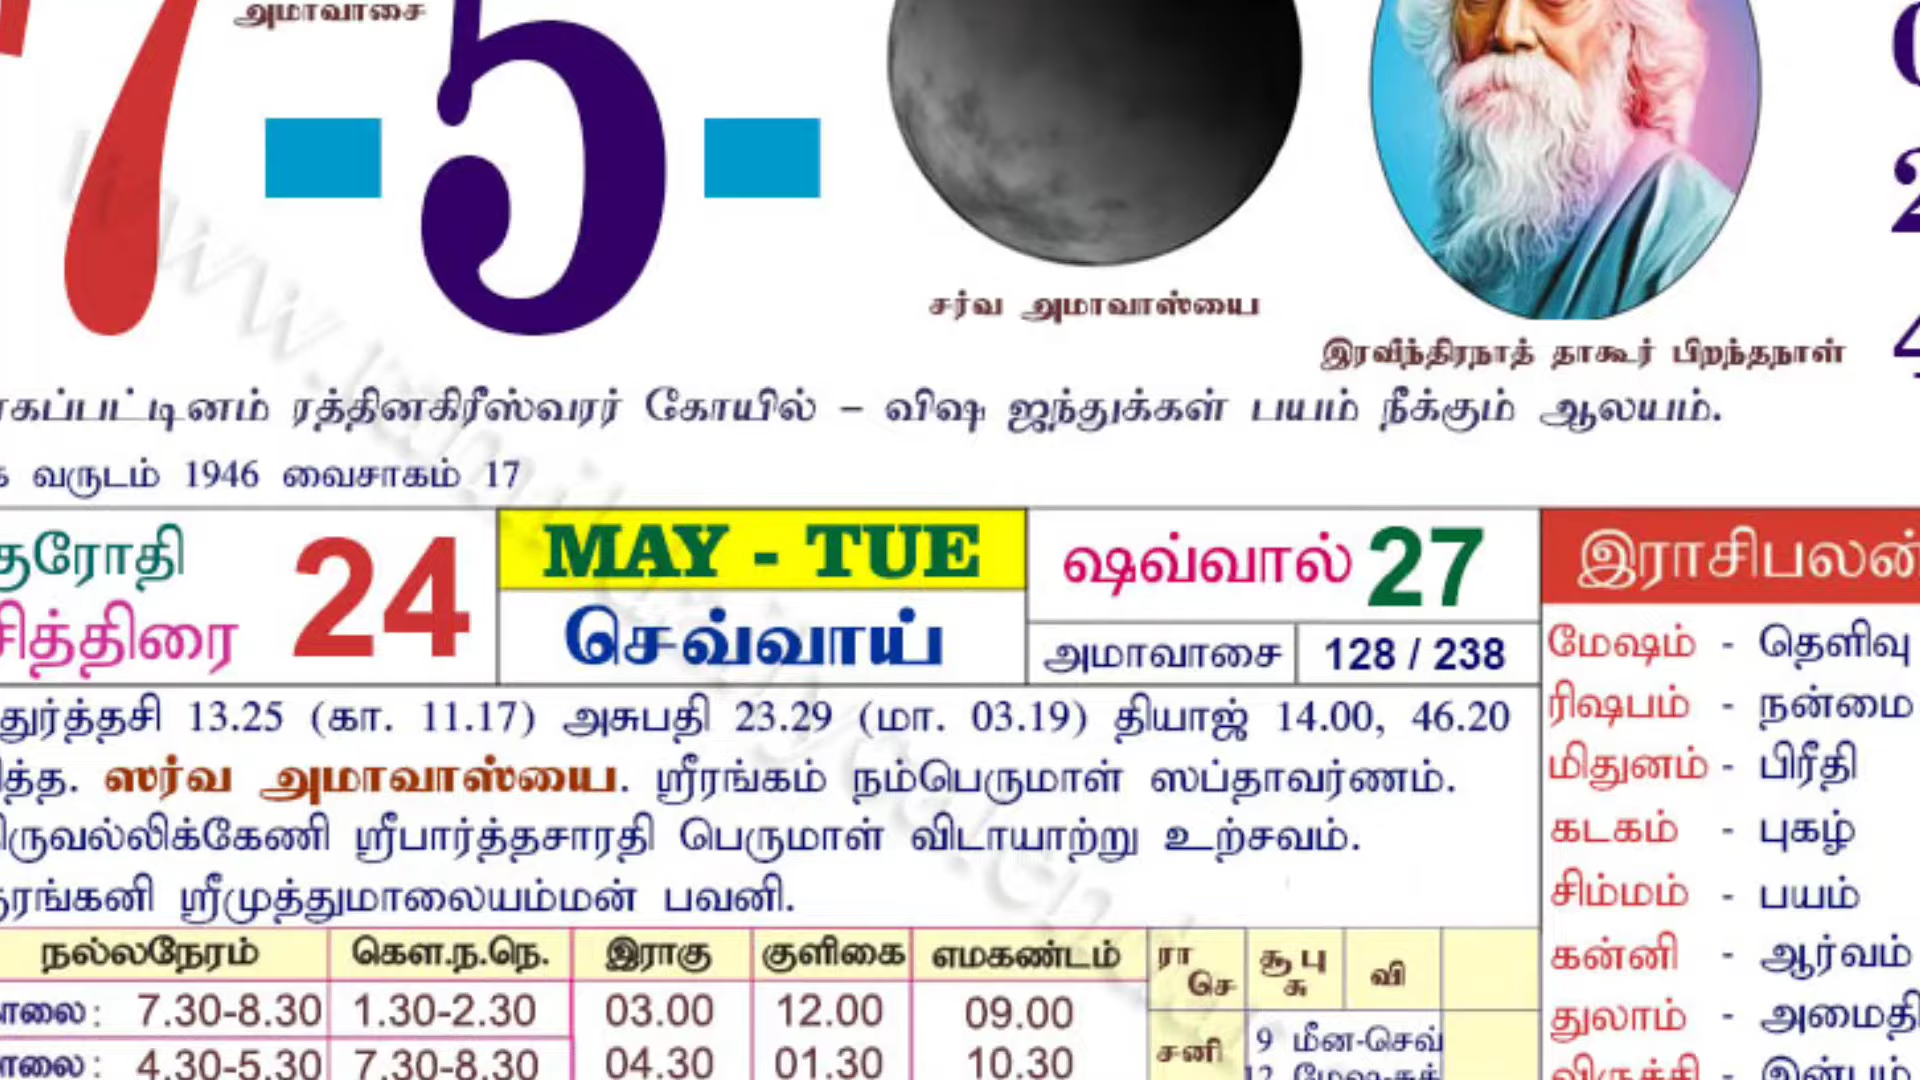 அமாவாசை
7-5-
சர்வ அமாவாஸ்யை
இரவீந்திரநாத் தாகூர் பிறந்தநாள்
ரத்தினகிரீஸ்வரர் கோயில் – விஷ ஜந்துக்கள் பயம் நீக்கும் ஆலயம்.
வருடம் 1946 வைசாகம் 17
குரோதி
சித்திரை 24
MAY - TUE
செவ்வாய்
ஷவ்வால் 27
அமாவாசை 128 / 238
இராசிபலன்
மேஷம் - தெளிவு
ரிஷபம் - நன்மை
மிதுனம் - பிரீதி
கடகம் - புகழ்
சிம்மம் - பயம்
கன்னி - ஆர்வம்
துலாம் - அமைதி
விருச்சி - இன்பம்
துர்த்தசி 13.25 (கா. 11.17) அசுபதி 23.29 (மா. 03.19) தியாஜ் 14.00, 46.20
சித்த. ஸர்வ அமாவாஸ்யை. ஸ்ரீரங்கம் நம்பெருமாள் ஸப்தாவர்ணம்.
திருவல்லிக்கேணி ஸ்ரீபார்த்தசாரதி பெருமாள் விடாயாற்று உற்சவம்.
குரங்கனி ஸ்ரீமுத்துமாலையம்மன் பவனி.
நல்லநேரம் கௌ.ந.நே. இராகு குளிகை எமகண்டம்
காலை : 7.30-8.30 1.30-2.30 03.00 12.00 09.00
மாலை : 4.30-5.30 7.30-8.30 04.30 01.30 10.30
ரா செ சூ பு சு வி
சனி 9 மீன-செவ்